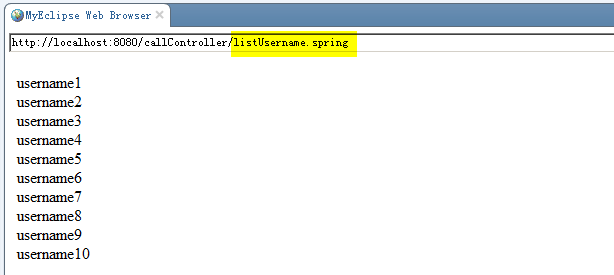 MyEclipse Web Browser
http://localhost:8080/callController/listUsername.spring
username1
username2
username3
username4
username5
username6
username7
username8
username9
username10